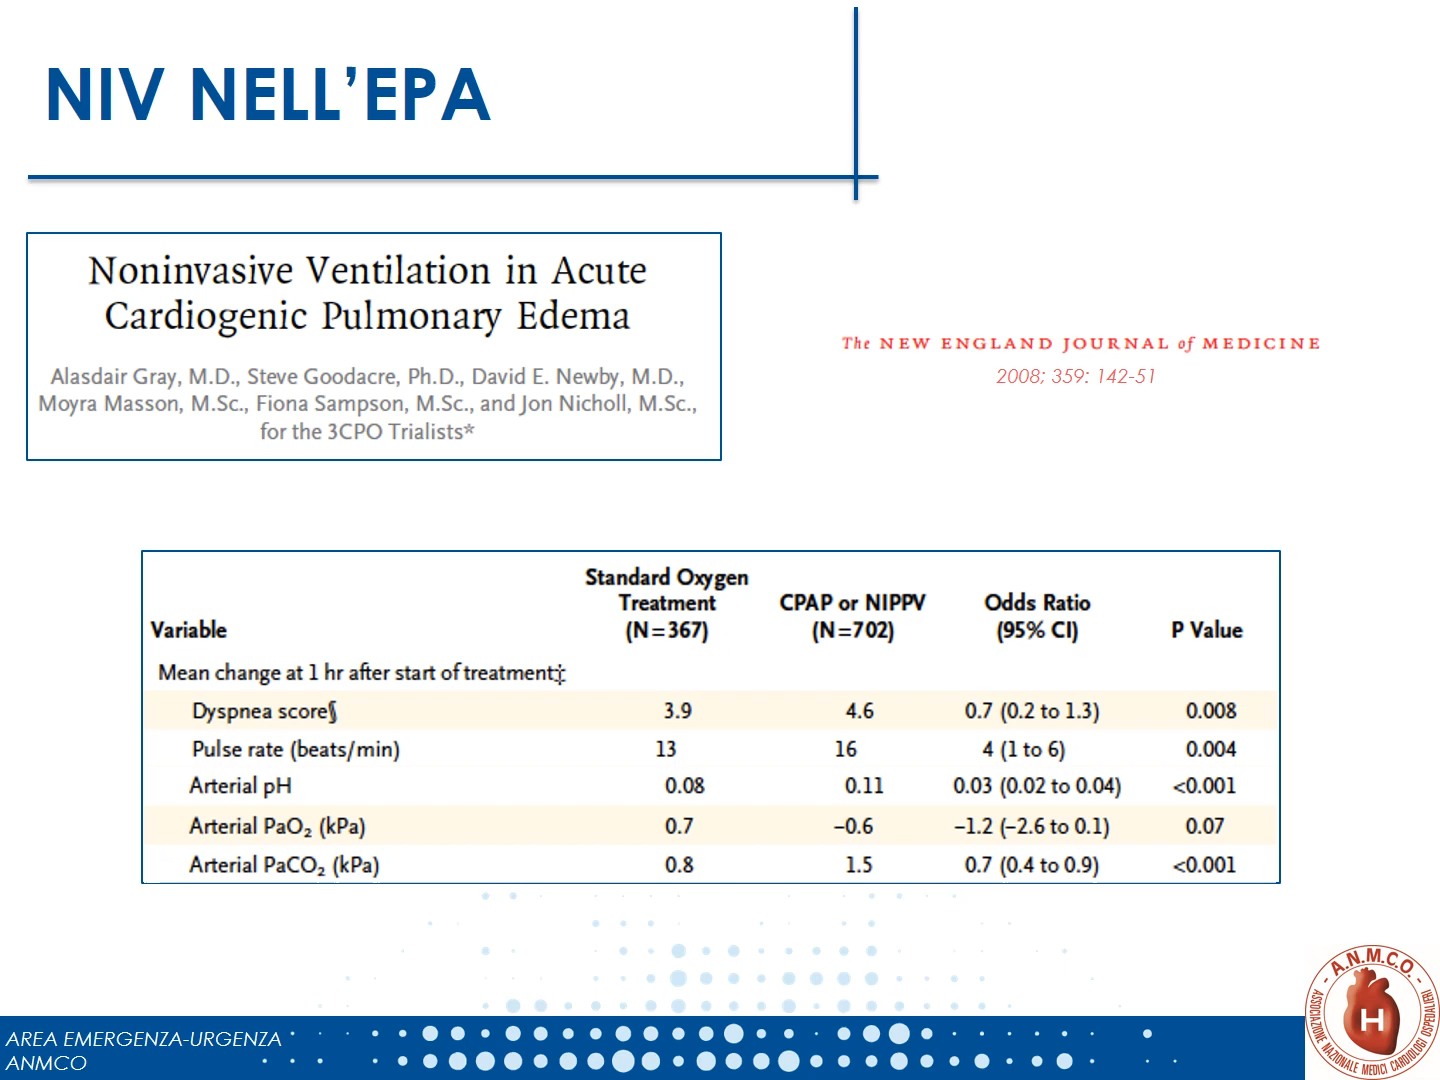 NIV NELL’EPA
Noninvasive Ventilation in Acute
Cardiogenic Pulmonary Edema
Alasdair Gray, M.D., Steve Goodacre, Ph.D., David E. Newby, M.D.,
Moyra Masson, M.Sc., Fiona Sampson, M.Sc., and Jon Nicholl, M.Sc.,
for the 3CPO Trialists*
The NEW ENGLAND JOURNAL of MEDICINE
2008; 359: 142-51
Variable Standard Oxygen Treatment (N=367) CPAP or NIPPV (N=702) Odds Ratio (95% CI) P Value
Mean change at 1 hr after start of treatment‡
Dyspnea score§ 3.9 4.6 0.7 (0.2 to 1.3) 0.008
Pulse rate (beats/min) 13 16 4 (1 to 6) 0.004
Arterial pH 0.08 0.11 0.03 (0.02 to 0.04) <0.001
Arterial PaO₂ (kPa) 0.7 −0.6 −1.2 (−2.6 to 0.1) 0.07
Arterial PaCO₂ (kPa) 0.8 1.5 0.7 (0.4 to 0.9) <0.001
AREA EMERGENZA-URGENZA
ANMCO
- A.N.M.C.O. -
ASSOCIAZIONE NAZIONALE MEDICI CARDIOLOGI OSPEDALIERI
H